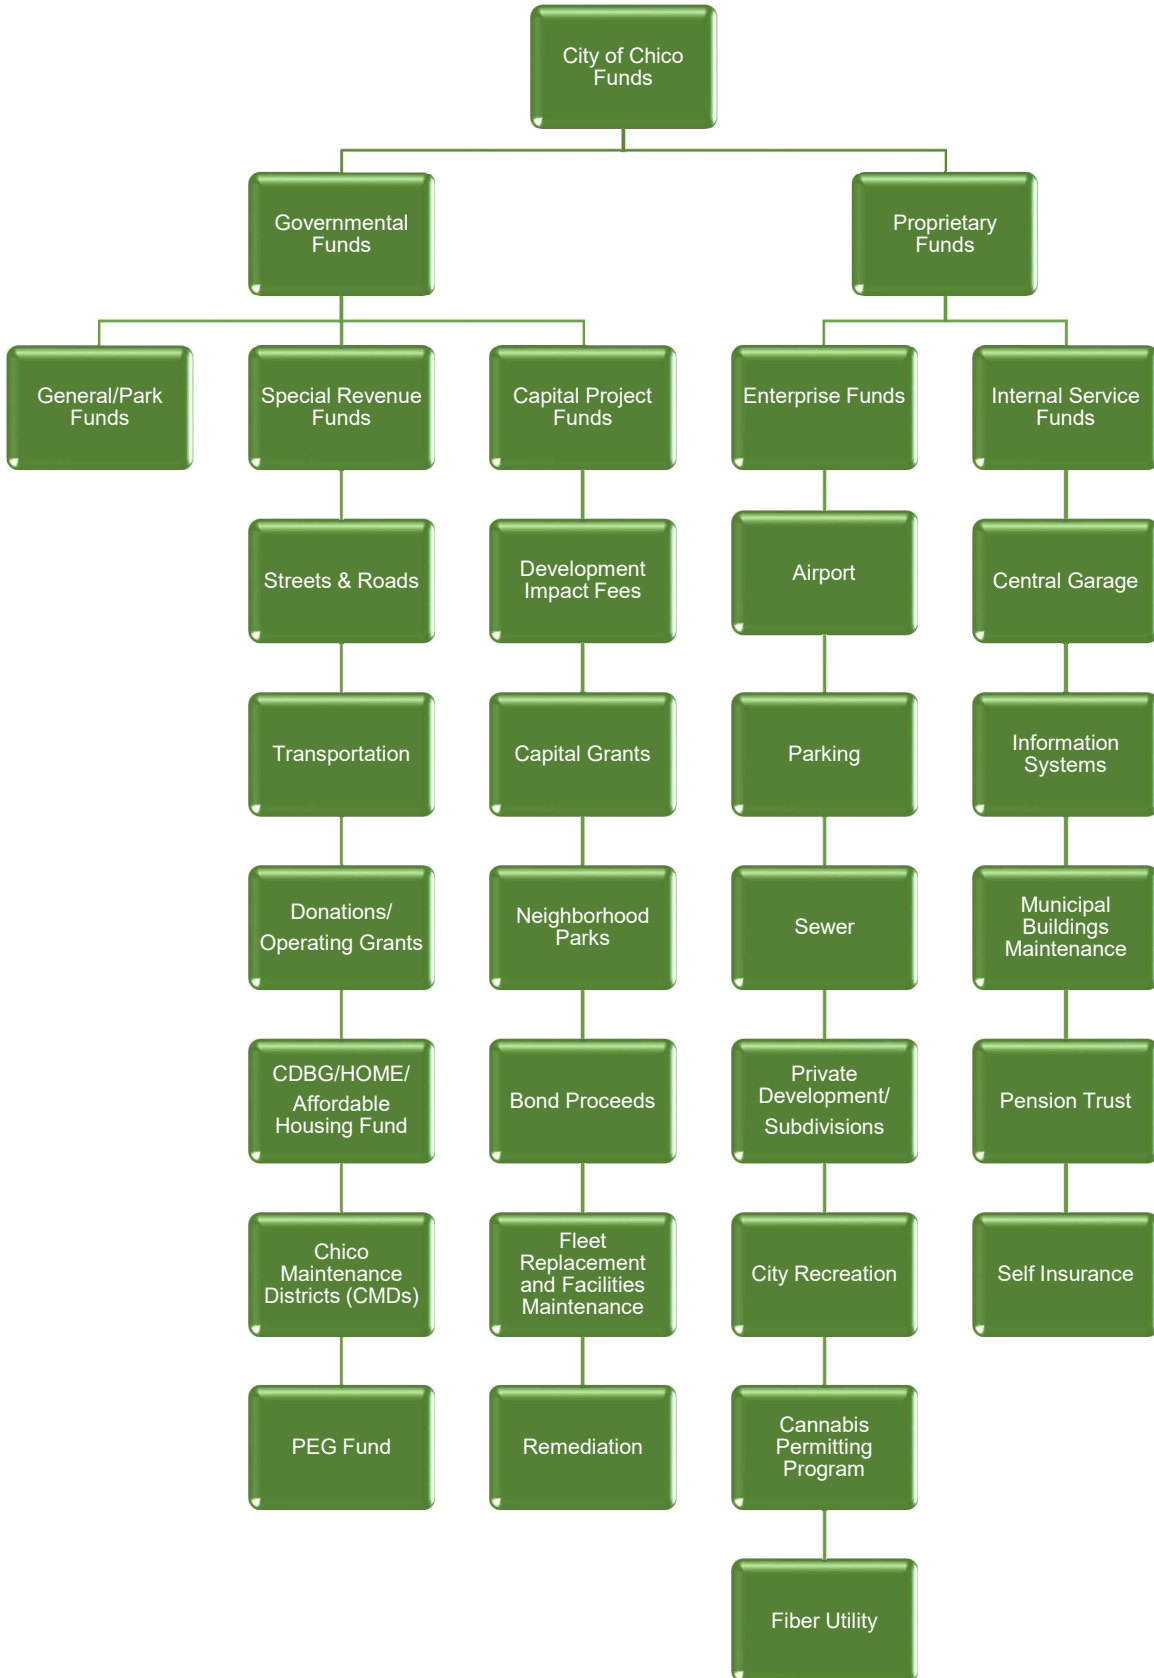 City of Chico
Funds
Governmental
Funds
Proprietary
Funds
General/Park
Funds
Special Revenue
Funds
Capital Project
Funds
Enterprise Funds
Internal Service
Funds
Streets & Roads
Development
Impact Fees
Airport
Central Garage
Transportation
Capital Grants
Parking
Information
Systems
Donations/
Operating Grants
Neighborhood
Parks
Sewer
Municipal
Buildings
Maintenance
CDBG/HOME/
Affordable
Housing Fund
Bond Proceeds
Private
Development/
Subdivisions
Pension Trust
Chico
Maintenance
Districts (CMDs)
Fleet
Replacement
and Facilities
Maintenance
City Recreation
Self Insurance
PEG Fund
Remediation
Cannabis
Permitting
Program
Fiber Utility